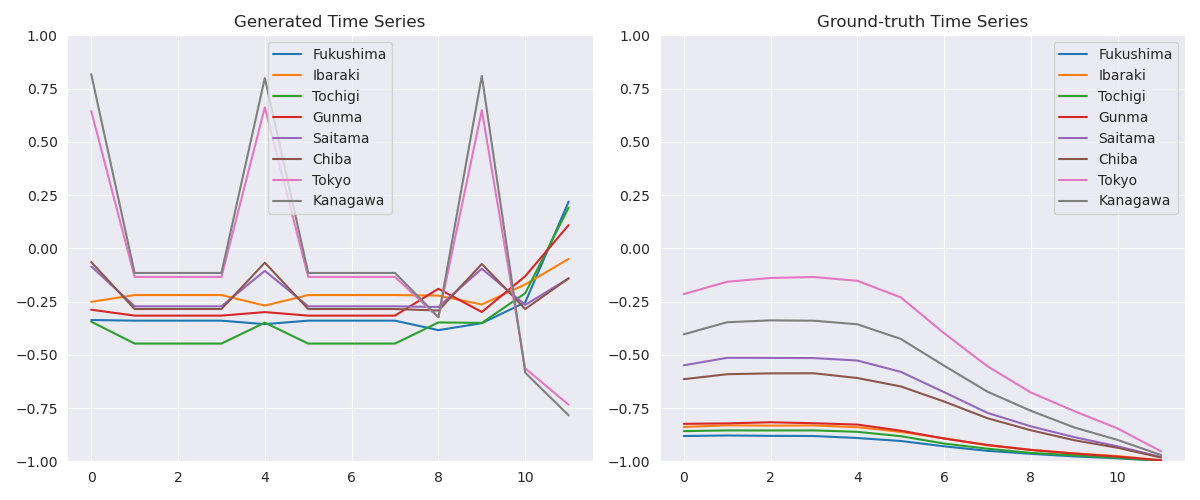 Generated Time Series
1.00
0.75
0.50
0.25
0.00
−0.25
−0.50
−0.75
−1.00
0 2 4 6 8 10
Fukushima
Ibaraki
Tochigi
Gunma
Saitama
Chiba
Tokyo
Kanagawa
Ground-truth Time Series
1.00
0.75
0.50
0.25
0.00
−0.25
−0.50
−0.75
−1.00
0 2 4 6 8 10
Fukushima
Ibaraki
Tochigi
Gunma
Saitama
Chiba
Tokyo
Kanagawa